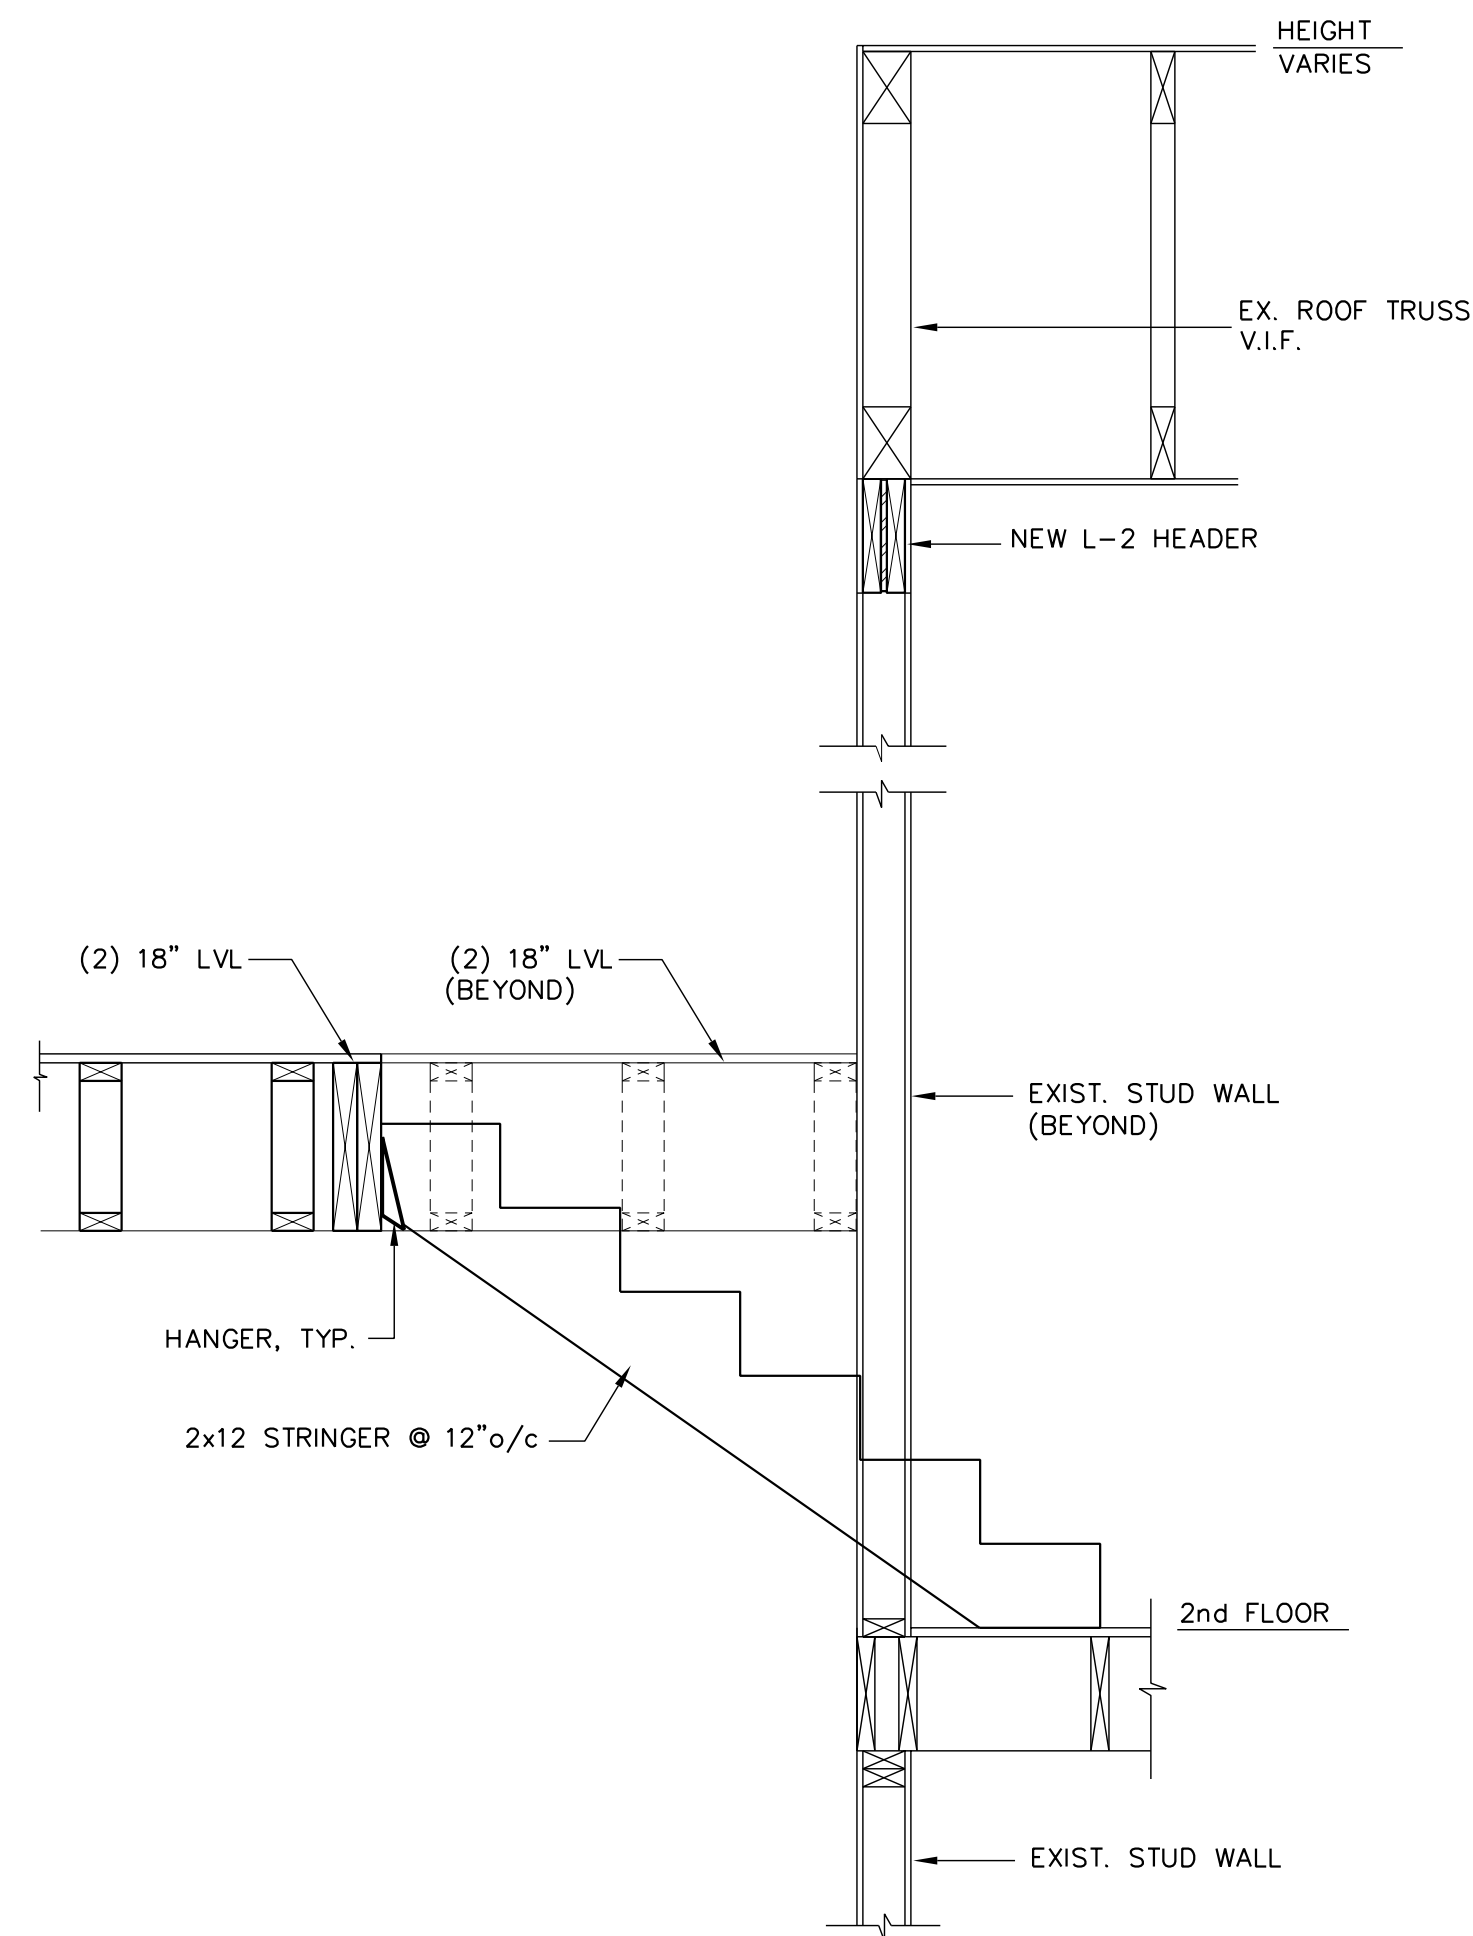 HEIGHT
VARIES
EX. ROOF TRUSS
V.I.F.
NEW L-2 HEADER
(2) 18" LVL
(2) 18" LVL
(BEYOND)
EXIST. STUD WALL
(BEYOND)
HANGER, TYP.
2x12 STRINGER @ 12"o/c
2nd FLOOR
EXIST. STUD WALL